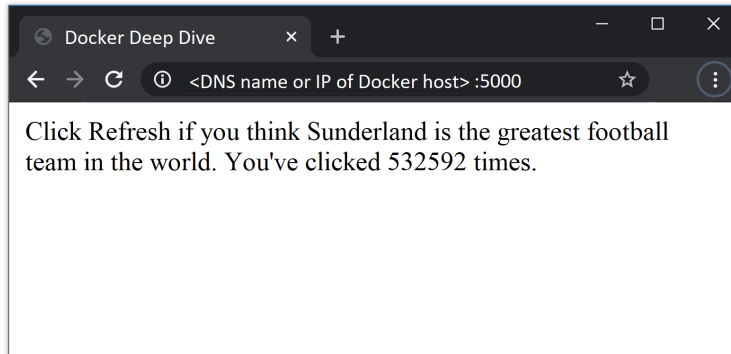 Docker Deep Dive
<DNS name or IP of Docker host> :5000
Click Refresh if you think Sunderland is the greatest football
team in the world. You've clicked 532592 times.